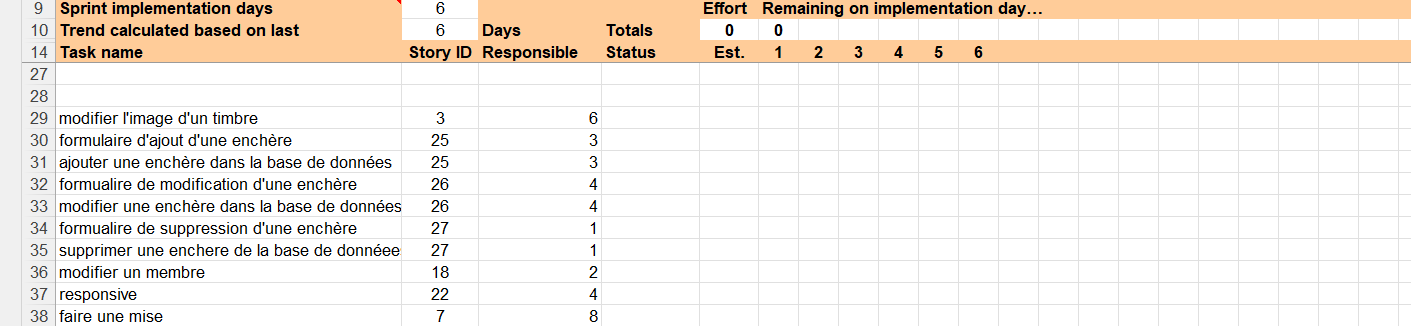 9 Sprint implementation days 6 Effort Remaining on implementation day…
10 Trend calculated based on last 6 Days Totals 0 0
14 Task name Story ID Responsible Status Est. 1 2 3 4 5 6
27
28
29 modifier l'image d'un timbre 3 6
30 formulaire d'ajout d'une enchère 25 3
31 ajouter une enchère dans la base de données 25 3
32 formualire de modification d'une enchère 26 4
33 modifier une enchère dans la base de données 26 4
34 formualire de suppression d'une enchère 27 1
35 supprimer une enchere de la base de donnéee 27 1
36 modifier un membre 18 2
37 responsive 22 4
38 faire une mise 7 8